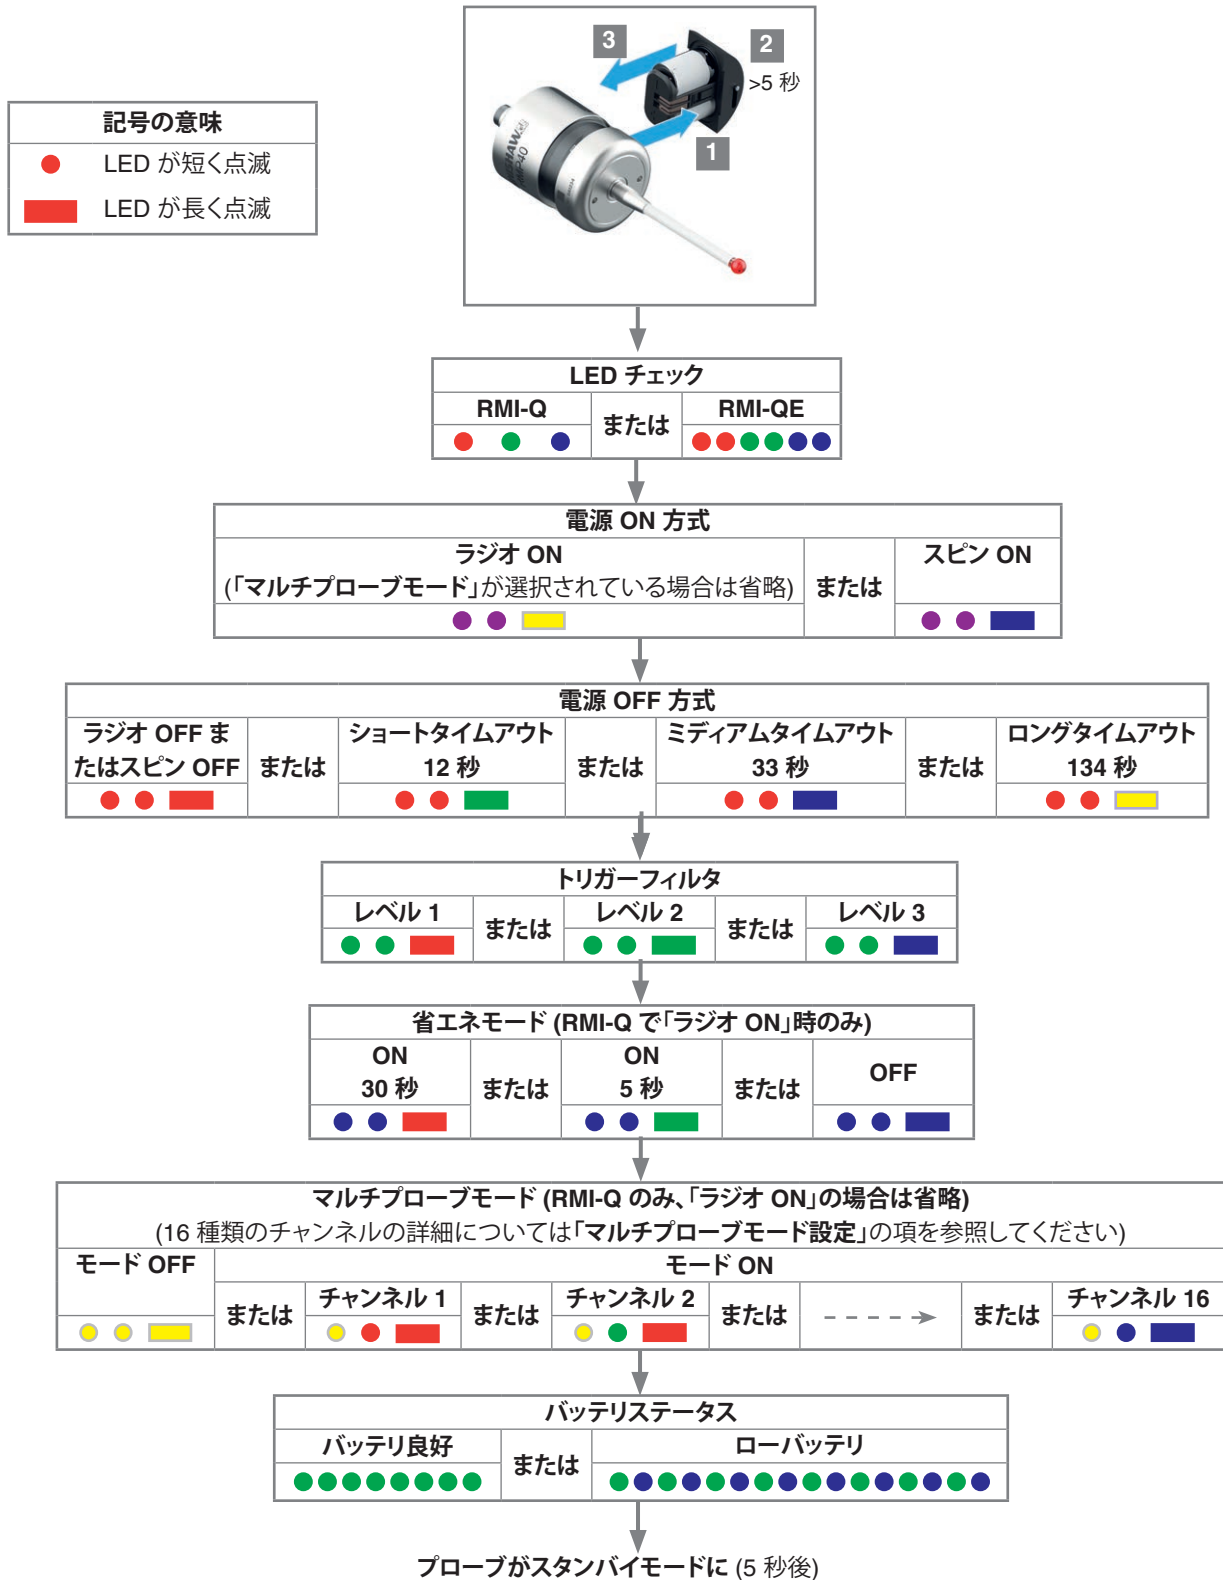 3
2
>5 秒
1
記号の意味
LED が短く点滅
LED が長く点滅
LED チェック
RMI-Q
または
RMI-QE
電源 ON 方式
ラジオ ON
(「マルチプローブモード」が選択されている場合は省略)
または
スピン ON
電源 OFF 方式
ラジオ OFF ま
たはスピン OFF
または
ショートタイムアウト
12 秒
または
ミディアムタイムアウト
33 秒
または
ロングタイムアウト
134 秒
トリガーフィルタ
レベル 1
または
レベル 2
または
レベル 3
省エネモード (RMI-Q で「ラジオ ON」時のみ)
ON
30 秒
または
ON
5 秒
または
OFF
マルチプローブモード (RMI-Q のみ、「ラジオ ON」の場合は省略)
(16 種類のチャンネルの詳細については「マルチプローブモード設定」の項を参照してください)
モード OFF
モード ON
または
チャンネル 1
または
チャンネル 2
または
または
チャンネル 16
バッテリステータス
バッテリ良好
または
ローバッテリ
プローブがスタンバイモードに (5 秒後)